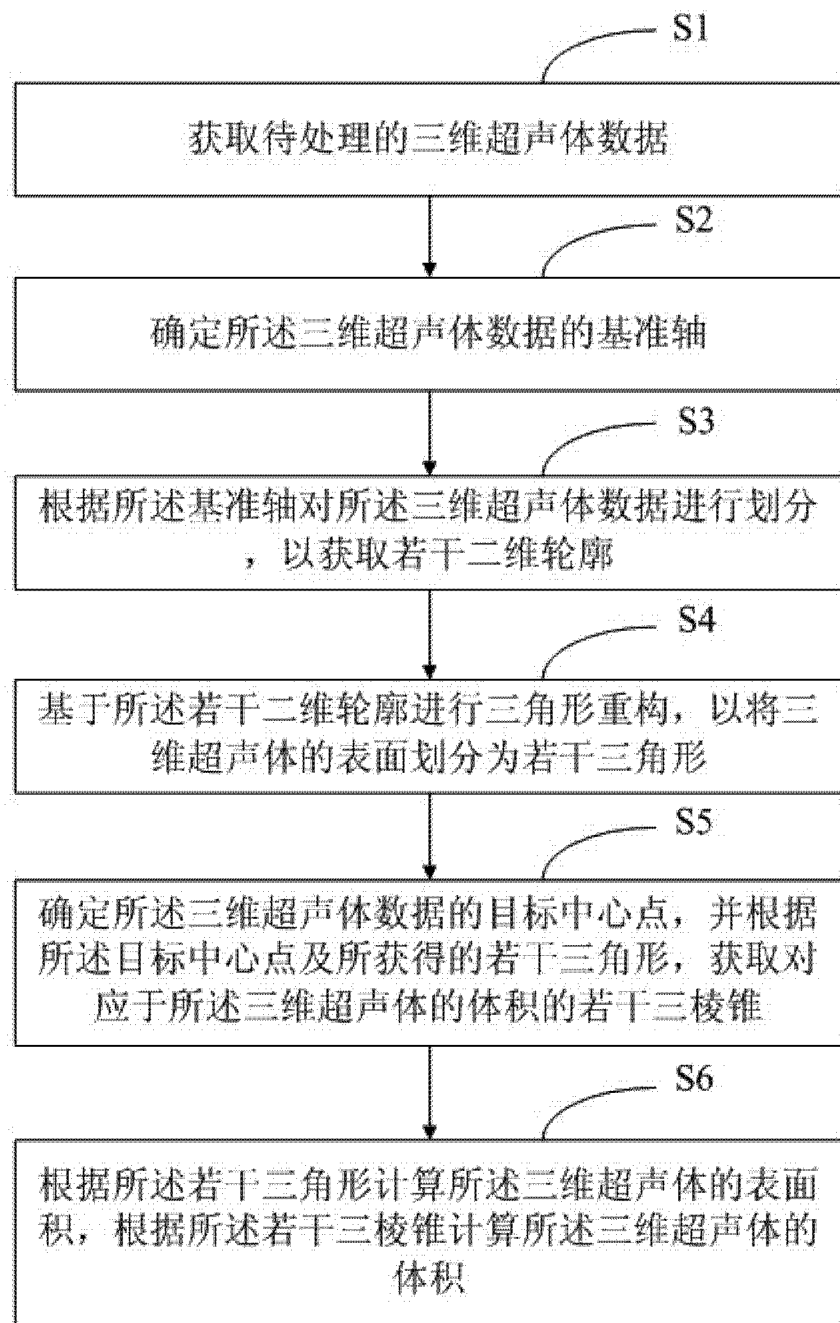 S1
获取待处理的三维超声体数据
S2
确定所述三维超声体数据的基准轴
S3
根据所述基准轴对所述三维超声体数据进行划分
，以获取若干二维轮廓
S4
基于所述若干二维轮廓进行三角形重构，以将三
维超声体的表面划分为若干三角形
S5
确定所述三维超声体数据的目标中心点，并根据
所述目标中心点及所获得的若干三角形，获取对
应于所述三维超声体的体积的若干三棱锥
S6
根据所述若干三角形计算所述三维超声体的表面
积，根据所述若干三棱锥计算所述三维超声体的
体积